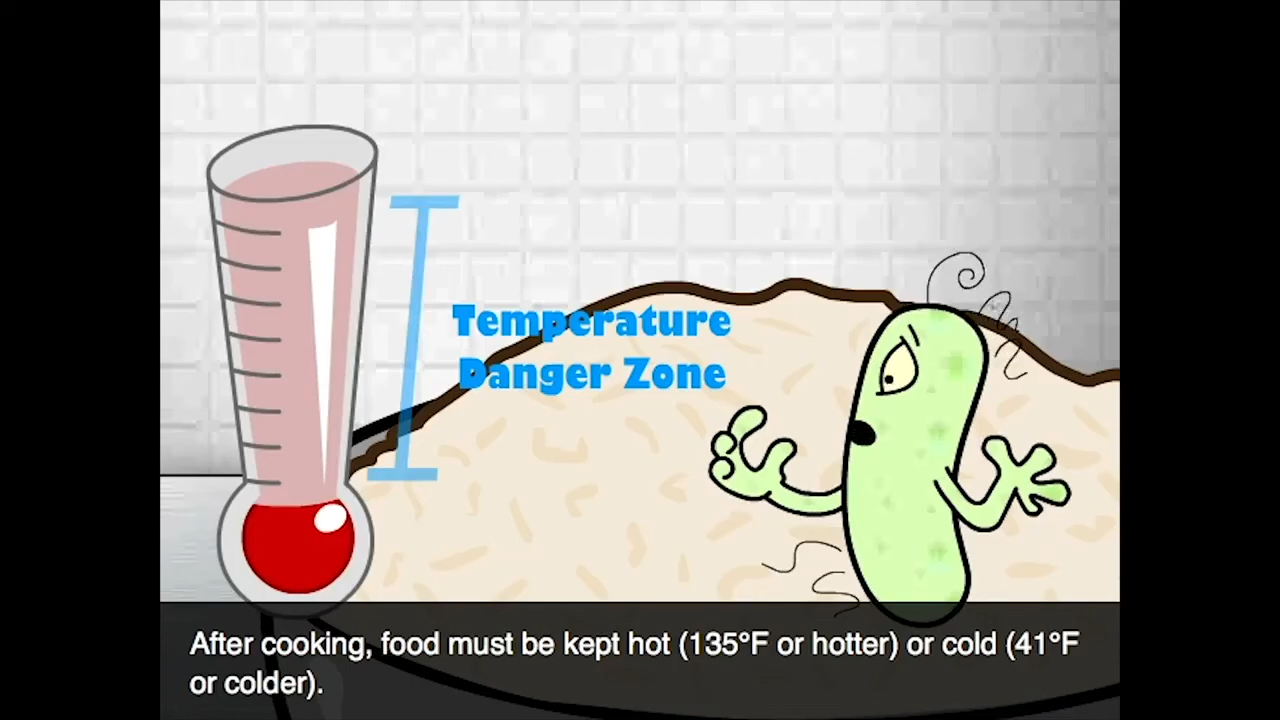 Temperature
Danger Zone
After cooking, food must be kept hot (135°F or hotter) or cold (41°F
or colder).